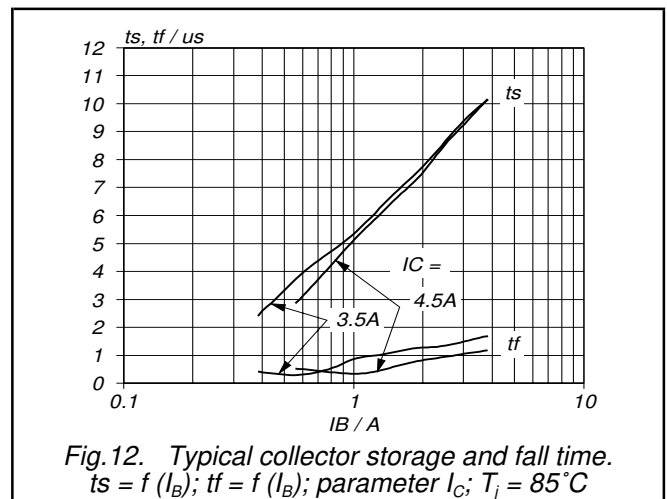 ts, tf / us
12
11
10
9
8
7
6
5
4
3
2
1
0
ts
IC =
3.5A
4.5A
tf
0.1
1
10
IB / A
Fig.12. Typical collector storage and fall time.
ts = f (IB); tf = f (IB); parameter IC; Tj = 85˚C